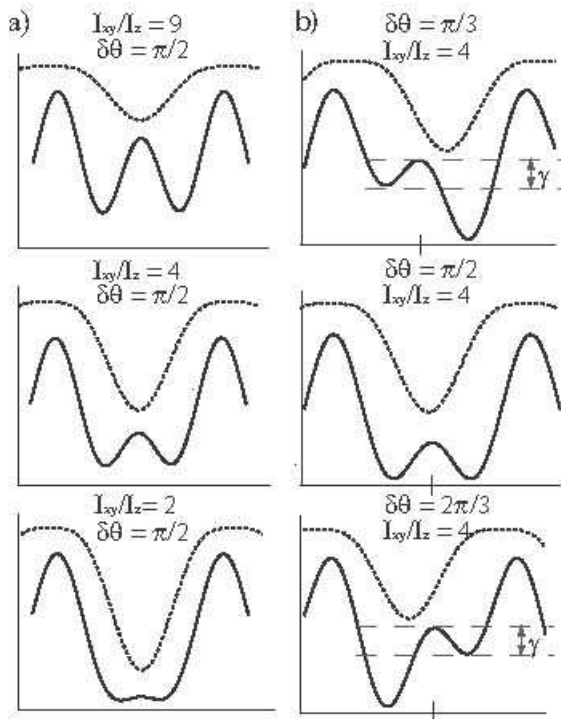 a)
I_xy/I_z = 9
δθ = π/2
I_xy/I_z = 4
δθ = π/2
I_xy/I_z = 2
δθ = π/2
b)
δθ = π/3
I_xy/I_z = 4
γ
δθ = π/2
I_xy/I_z = 4
δθ = 2π/3
I_xy/I_z = 4
γ